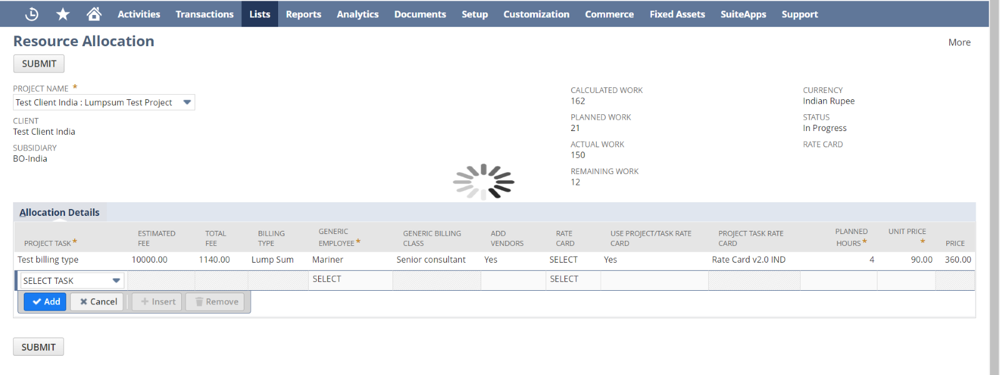 Activities Transactions Lists Reports Analytics Documents Setup Customization Commerce Fixed Assets SuiteApps Support
Resource Allocation
More
SUBMIT
PROJECT NAME *
Test Client India : Lumpsum Test Project
CLIENT
Test Client India
SUBSIDIARY
BO-India
CALCULATED WORK
162
PLANNED WORK
21
ACTUAL WORK
150
REMAINING WORK
12
CURRENCY
Indian Rupee
STATUS
In Progress
RATE CARD
Allocation Details
PROJECT TASK * ESTIMATED FEE TOTAL FEE BILLING TYPE GENERIC EMPLOYEE * GENERIC BILLING CLASS ADD VENDORS RATE CARD USE PROJECT/TASK RATE CARD PROJECT TASK RATE CARD PLANNED HOURS * UNIT PRICE * PRICE
Test billing type 10000.00 1140.00 Lump Sum Mariner Senior consultant Yes SELECT Yes Rate Card v2.0 IND 4 90.00 360.00
SELECT TASK SELECT SELECT
Add Cancel Insert Remove
SUBMIT